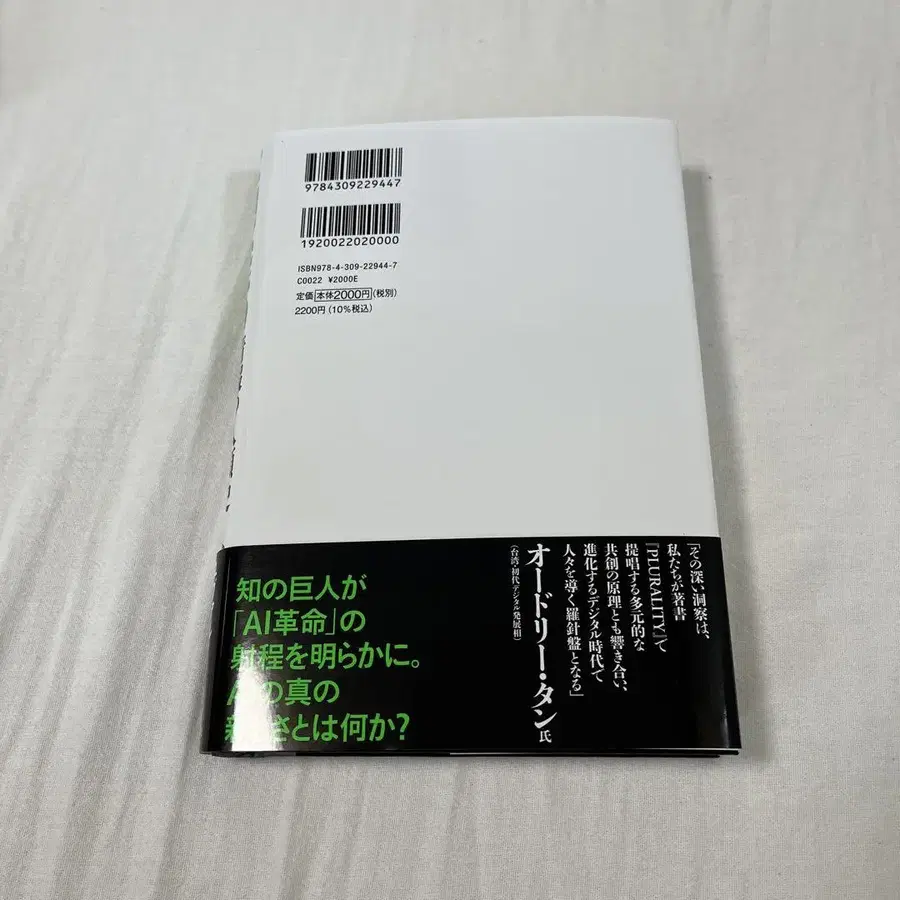 9784309229447
1920022020000
ISBN978-4-309-22944-7
C0022 ¥2000E
定価 本体2000円(税別)
2200円(10%税込)
知の巨人が
「AI革命」の
射程を明らかに。
の真の
さとは何か?
「その深い洞察は、
私たちが著書
『PLURALITY』で
提唱する多元的な
共創の原理とも響き合い、
進化するデジタル時代で
人々を導く羅針盤となる」
オードリー・タン氏
(台湾・初代デジタル発展相)